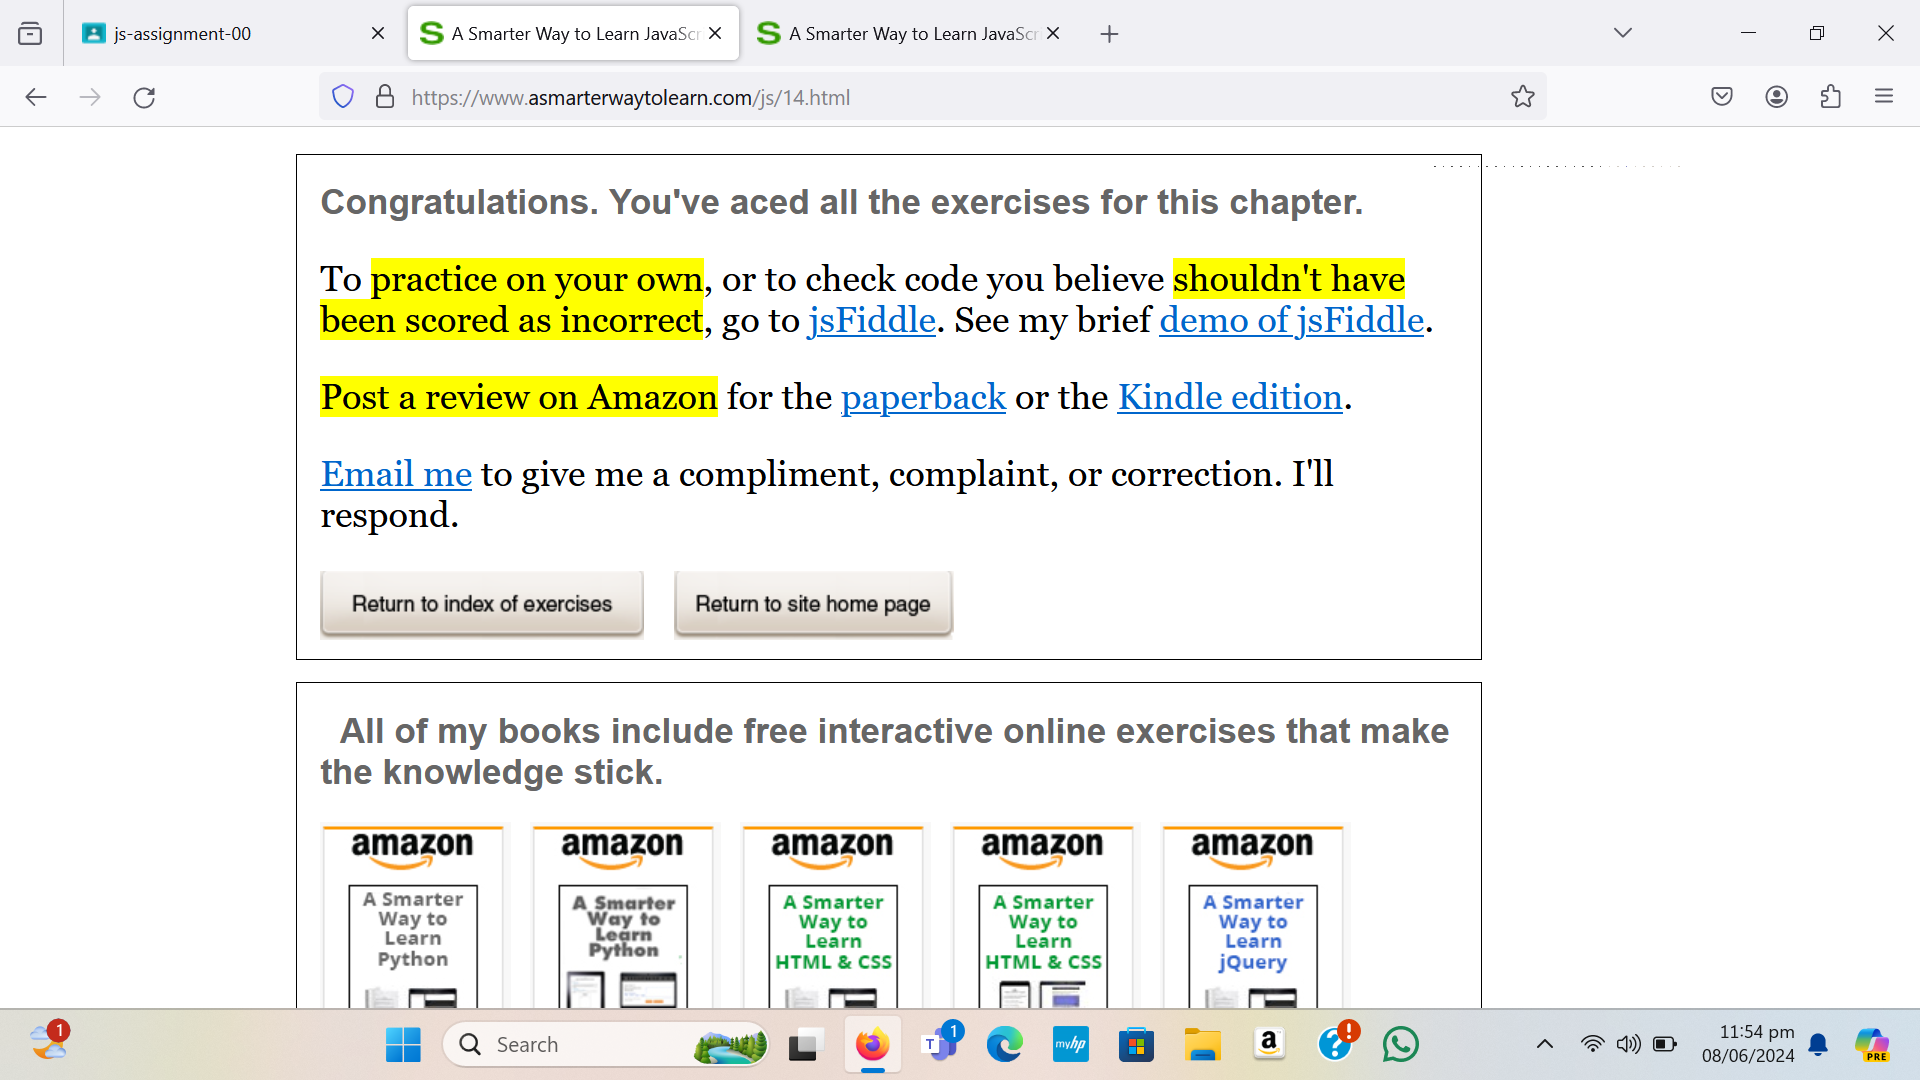 js-assignment-00
A Smarter Way to Learn JavaScr
A Smarter Way to Learn JavaScri
https://www.asmarterwaytolearn.com/js/14.html
Congratulations. You've aced all the exercises for this chapter.
To practice on your own, or to check code you believe shouldn't have
been scored as incorrect, go to jsFiddle. See my brief demo of jsFiddle.
Post a review on Amazon for the paperback or the Kindle edition.
Email me to give me a compliment, complaint, or correction. I'll
respond.
Return to index of exercises
Return to site home page
All of my books include free interactive online exercises that make
the knowledge stick.
amazon
A Smarter
Way to
Learn
Python
amazon
A Smarter
Way to
Learn
Python
amazon
A Smarter
Way to
Learn
HTML & CSS
amazon
A Smarter
Way to
Learn
HTML & CSS
amazon
A Smarter
Way to
Learn
jQuery
1
Search
T
1
myhp
a
?
!
11:54 pm
08/06/2024
PRE